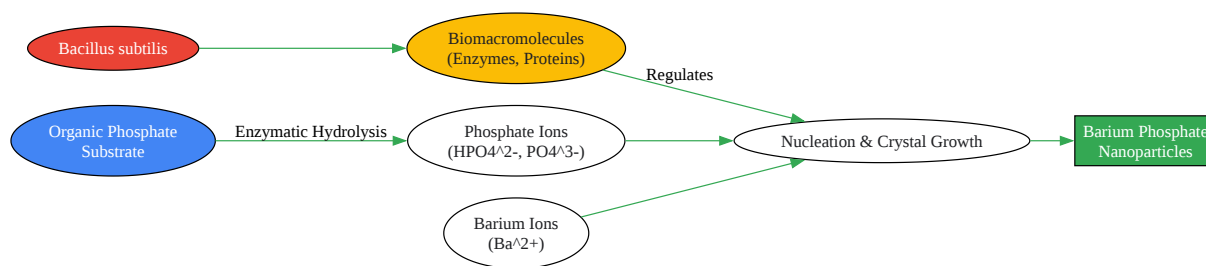 Bacillus subtilis
Biomacromolecules
(Enzymes, Proteins)
Regulates
Organic Phosphate
Substrate
Enzymatic Hydrolysis
Phosphate Ions
(HPO4^2-, PO4^3-)
Nucleation & Crystal Growth
Barium Phosphate
Nanoparticles
Barium Ions
(Ba^2+)